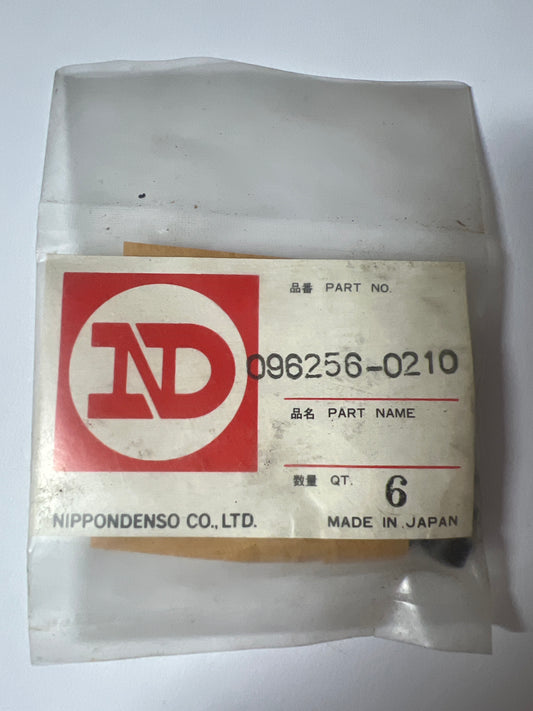 品番 PART NO.
ND
096256-0210
品名 PART NAME
数量 QT. 6
NIPPONDENSO CO., LTD.
MADE IN JAPAN